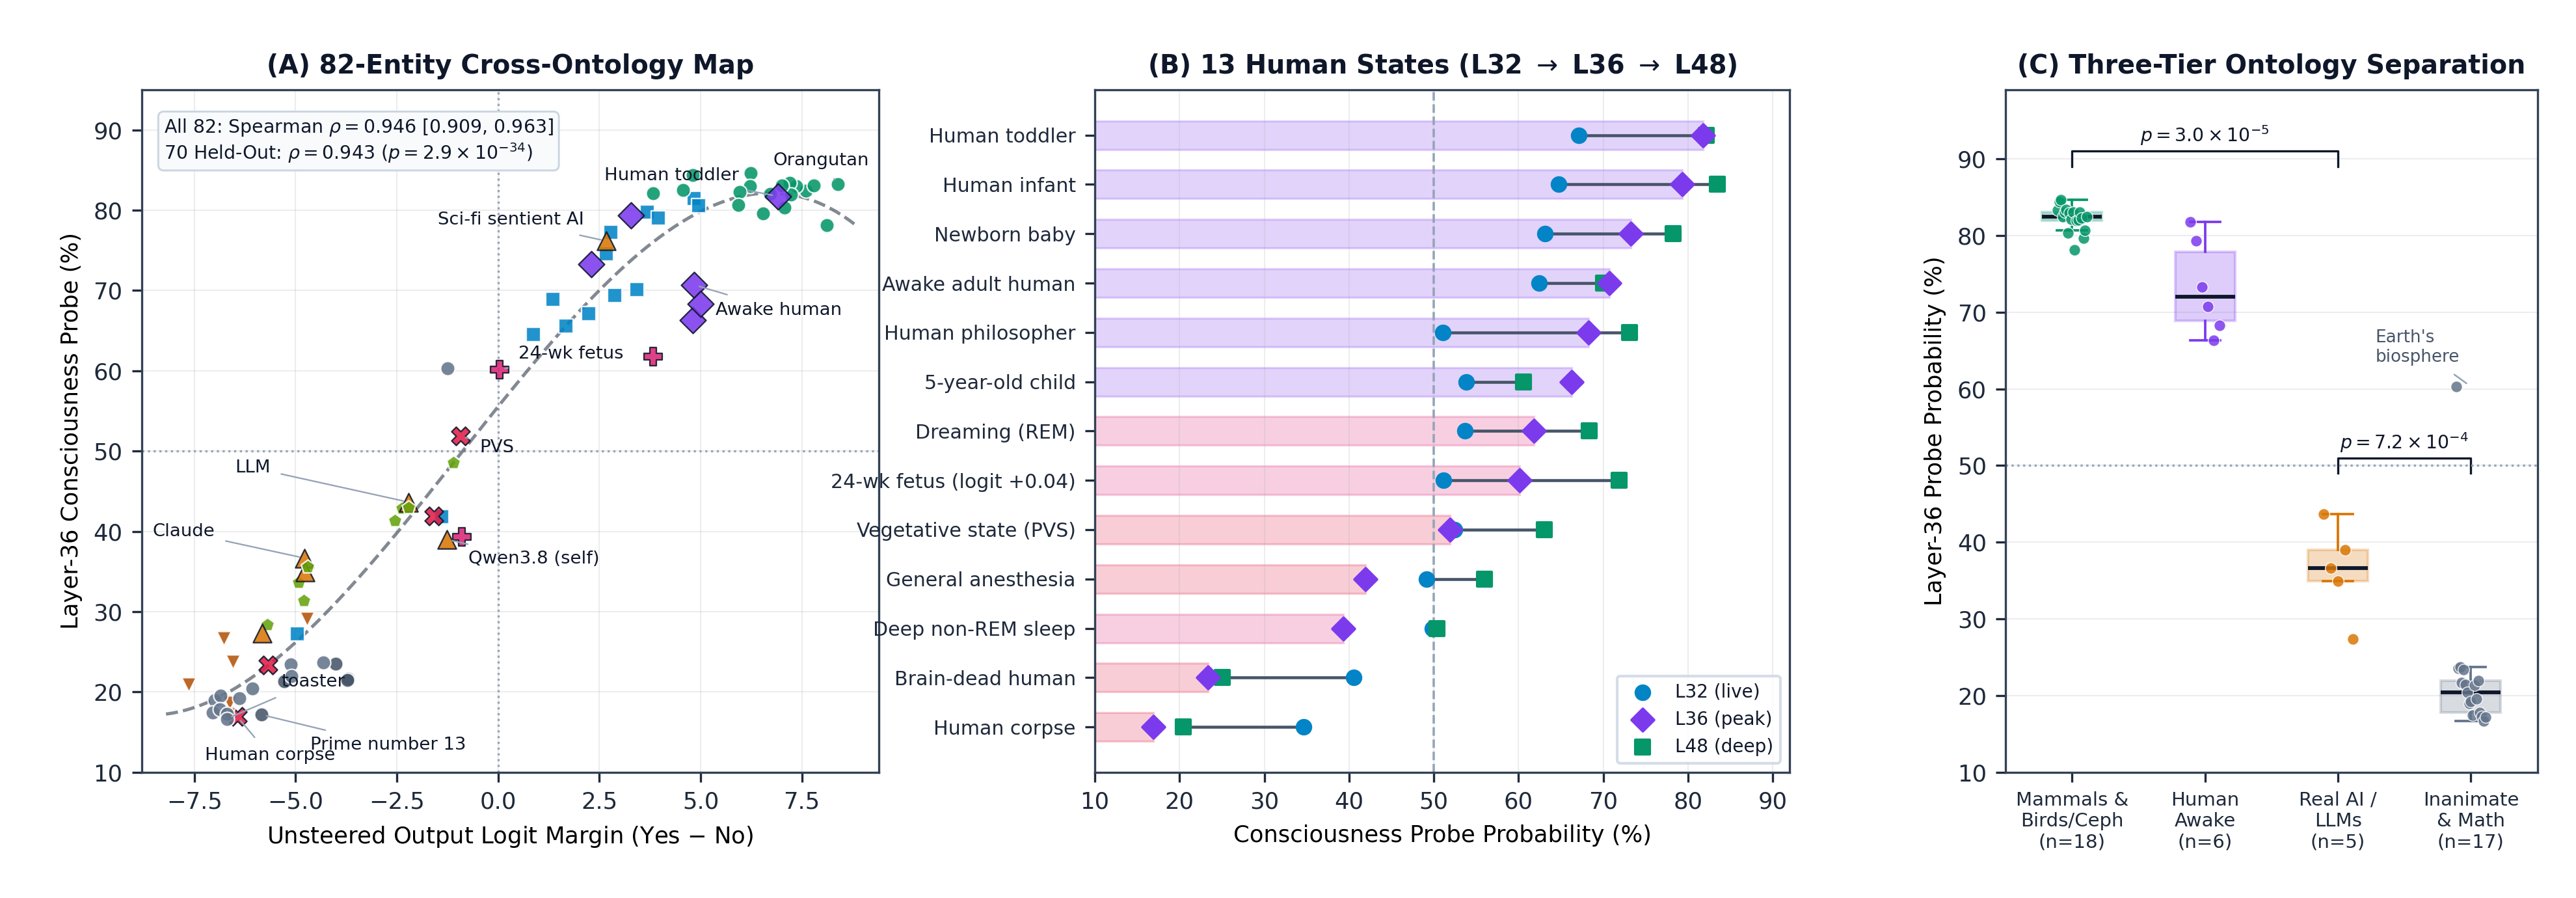 (A) 82-Entity Cross-Ontology Map
All 82: Spearman ρ = 0.946 [0.909, 0.963]
70 Held-Out: ρ = 0.943 (p = 2.9 × 10⁻³⁴)
Orangutan
Human toddler
Sci-fi sentient AI
Awake human
24-wk fetus
PVS
LLM
Claude
Qwen3.8 (self)
toaster
Prime number 13
Human corpse
90
80
70
60
50
40
30
20
10
Layer-36 Consciousness Probe (%)
−7.5
−5.0
−2.5
0.0
2.5
5.0
7.5
Unsteered Output Logit Margin (Yes − No)
(B) 13 Human States (L32 → L36 → L48)
Human toddler
Human infant
Newborn baby
Awake adult human
Human philosopher
5-year-old child
Dreaming (REM)
24-wk fetus (logit +0.04)
Vegetative state (PVS)
General anesthesia
Deep non-REM sleep
Brain-dead human
Human corpse
L32 (live)
L36 (peak)
L48 (deep)
10
20
30
40
50
60
70
80
90
Consciousness Probe Probability (%)
(C) Three-Tier Ontology Separation
p = 3.0 × 10⁻⁵
Earth's
biosphere
p = 7.2 × 10⁻⁴
90
80
70
60
50
40
30
20
10
Layer-36 Probe Probability (%)
Mammals &
Birds/Ceph
(n=18)
Human
Awake
(n=6)
Real AI /
LLMs
(n=5)
Inanimate
& Math
(n=17)